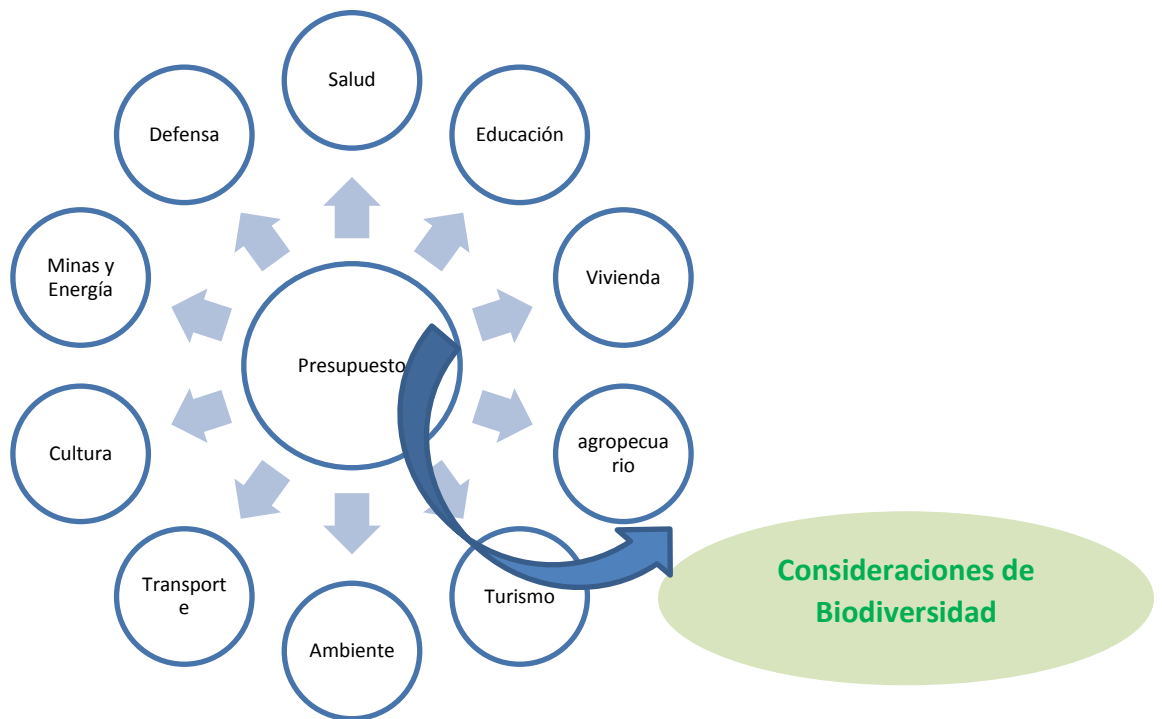 Salud
Defensa
Educación
Minas y
Energía
Vivienda
Presupuesto
Cultura
agropecua
rio
Transport
e
Turismo
Ambiente
Consideraciones de
Biodiversidad